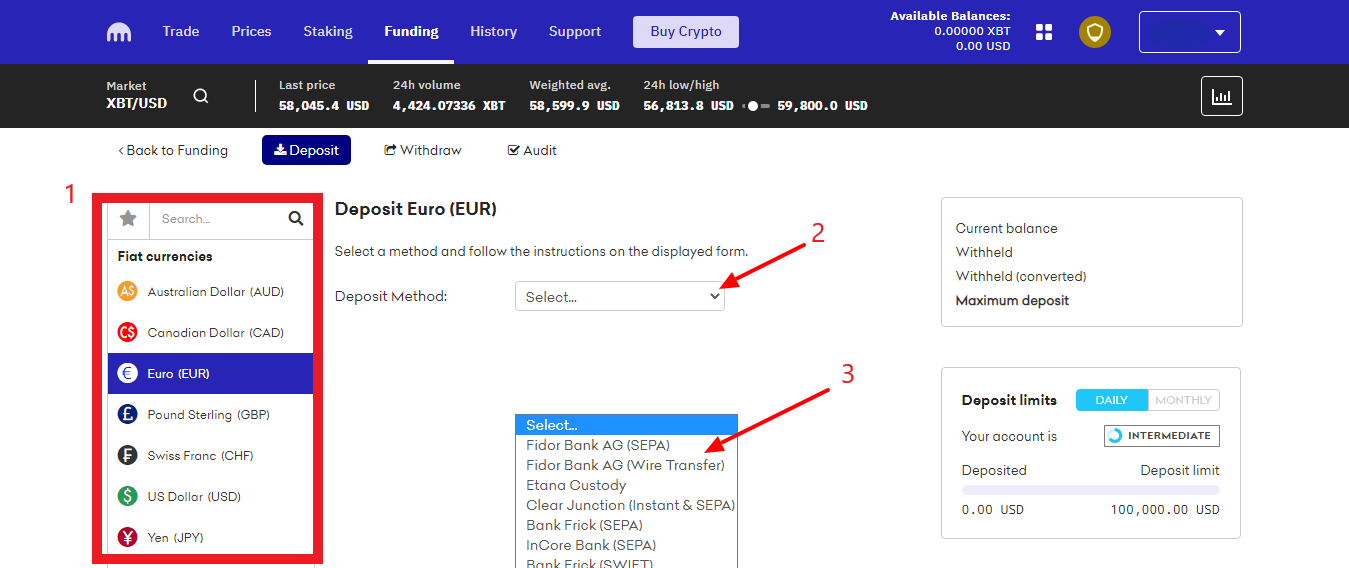 Trade Prices Staking Funding History Support Buy Crypto
Available Balances:
0.00000 XBT
0.00 USD
Market
XBT/USD
Last price
58,045.4 USD
24h volume
4,424.07336 XBT
Weighted avg.
58,599.9 USD
24h low/high
56,813.8 USD 59,800.0 USD
Back to Funding Deposit Withdraw Audit
1
Search...
Fiat currencies
A$ Australian Dollar (AUD)
C$ Canadian Dollar (CAD)
€ Euro (EUR)
£ Pound Sterling (GBP)
₣ Swiss Franc (CHF)
$ US Dollar (USD)
¥ Yen (JPY)
Deposit Euro (EUR)
Select a method and follow the instructions on the displayed form.
2
Deposit Method: Select...
3
Select...
Fidor Bank AG (SEPA)
Fidor Bank AG (Wire Transfer)
Etana Custody
Clear Junction (Instant & SEPA)
Bank Frick (SEPA)
InCore Bank (SEPA)
Bank Frick (SWIFT)
Current balance
Withheld
Withheld (converted)
Maximum deposit
Deposit limits DAILY MONTHLY
Your account is INTERMEDIATE
Deposited Deposit limit
0.00 USD 100,000.00 USD